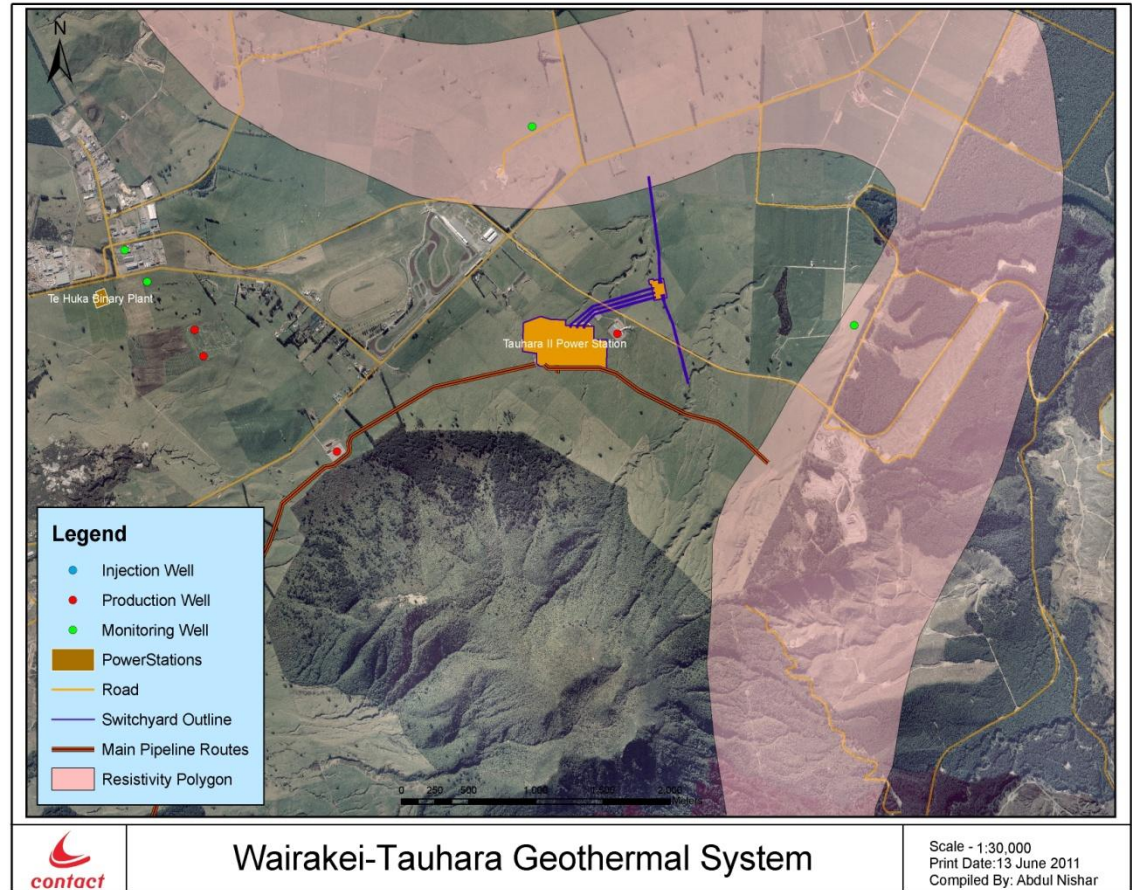 N
Te Huka Binary Plant
Tauhara II Power Station
Legend
Injection Well
Production Well
Monitoring Well
PowerStations
Road
Switchyard Outline
Main Pipeline Routes
Resistivity Polygon
0 250 500 1,000 1,500 2,000
Meters
contact
Wairakei-Tauhara Geothermal System
Scale - 1:30,000
Print Date:13 June 2011
Compiled By: Abdul Nishar